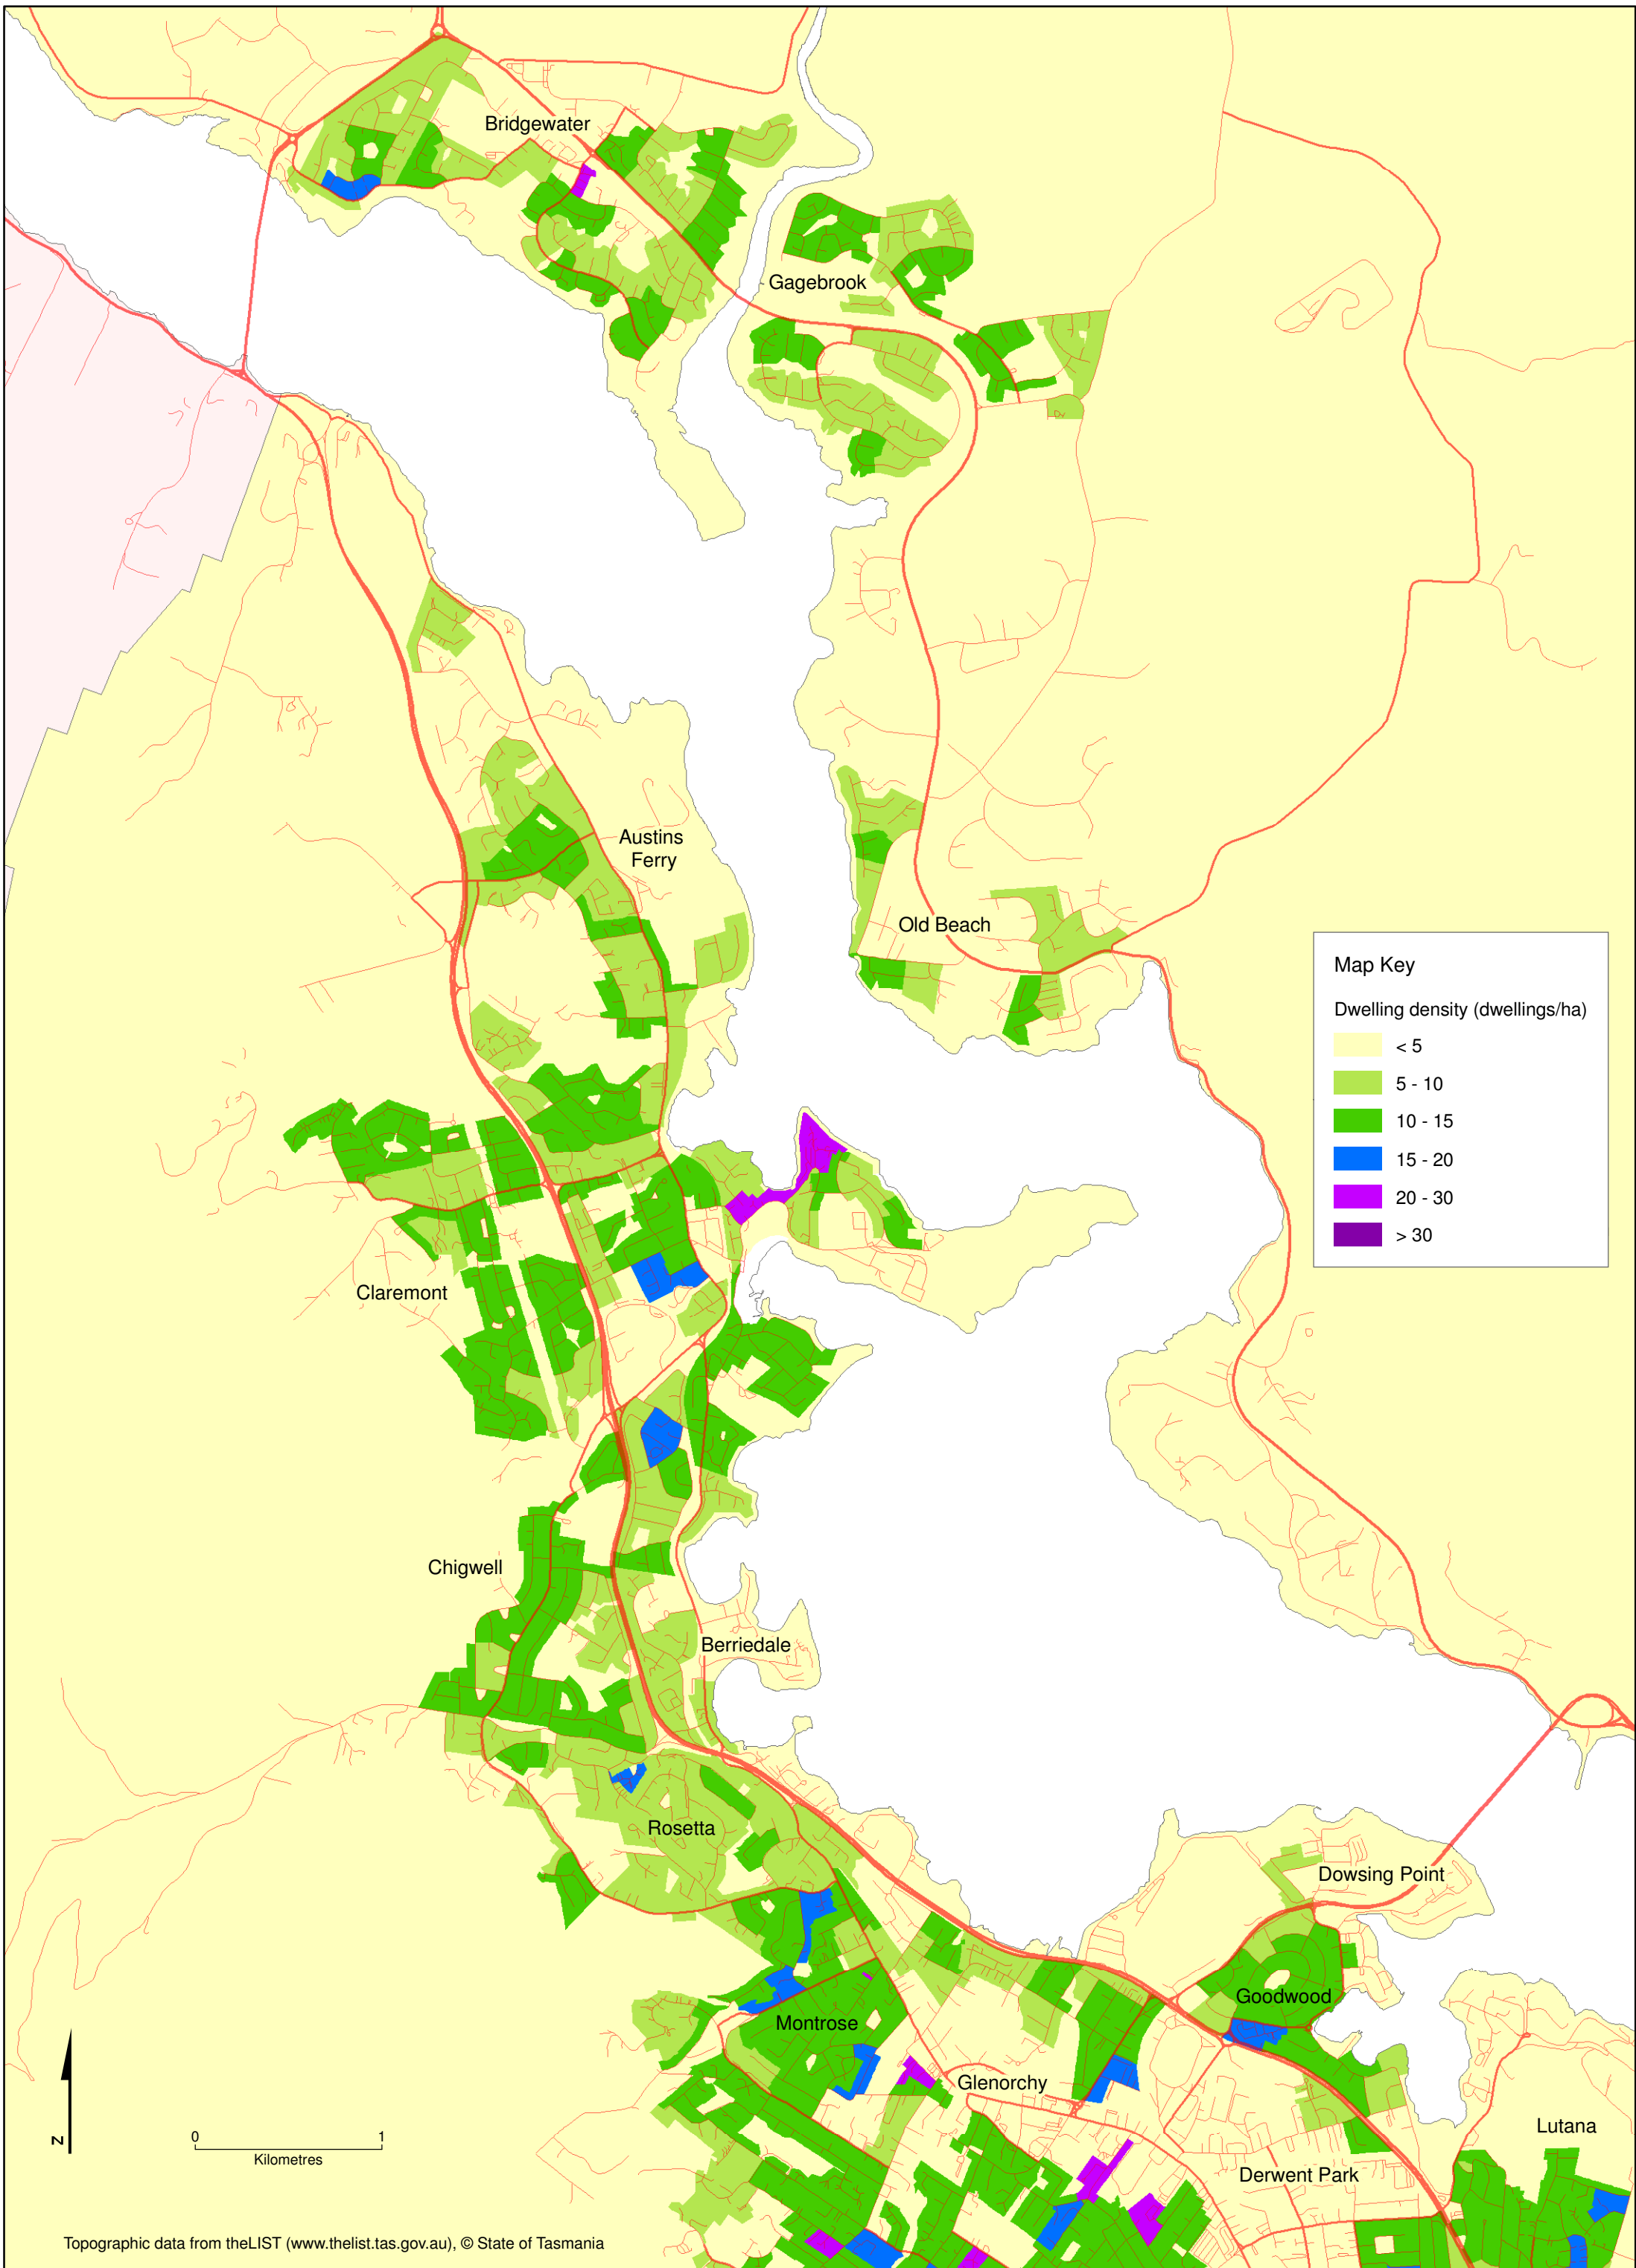 Bridgewater
Gagebrook
Austins
Ferry
Old Beach
Map Key
Dwelling density (dwellings/ha)
< 5
5 - 10
10 - 15
15 - 20
20 - 30
> 30
Claremont
Chigwell
Berriedale
Rosetta
Dowsing Point
Goodwood
Montrose
Glenorchy
Lutana
Derwent Park
N
0 1
Kilometres
Topographic data from theLIST (www.thelist.tas.gov.au), © State of Tasmania